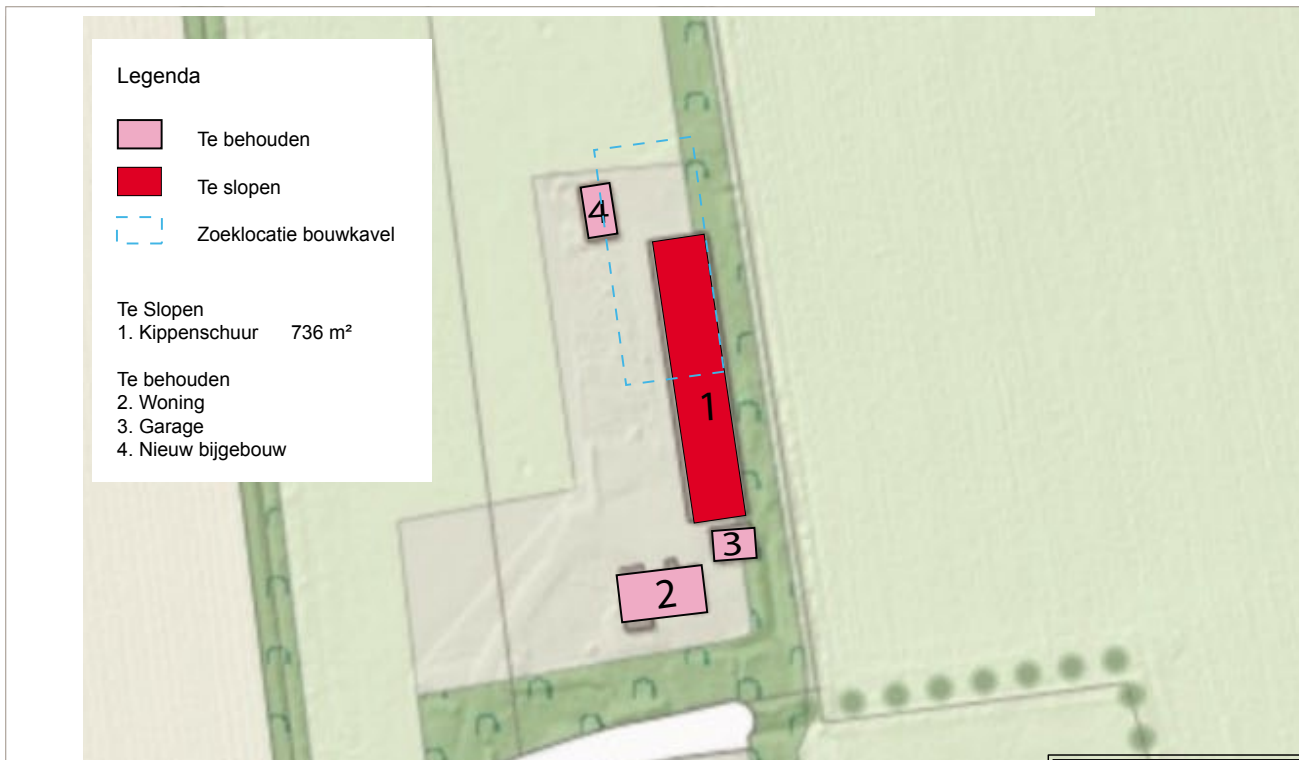 Legenda
Te behouden
Te slopen
Zoeklocatie bouwkavel
Te Slopen
1. Kippenschuur 736 m²
Te behouden
2. Woning
3. Garage
4. Nieuw bijgebouw
4
1
3
2